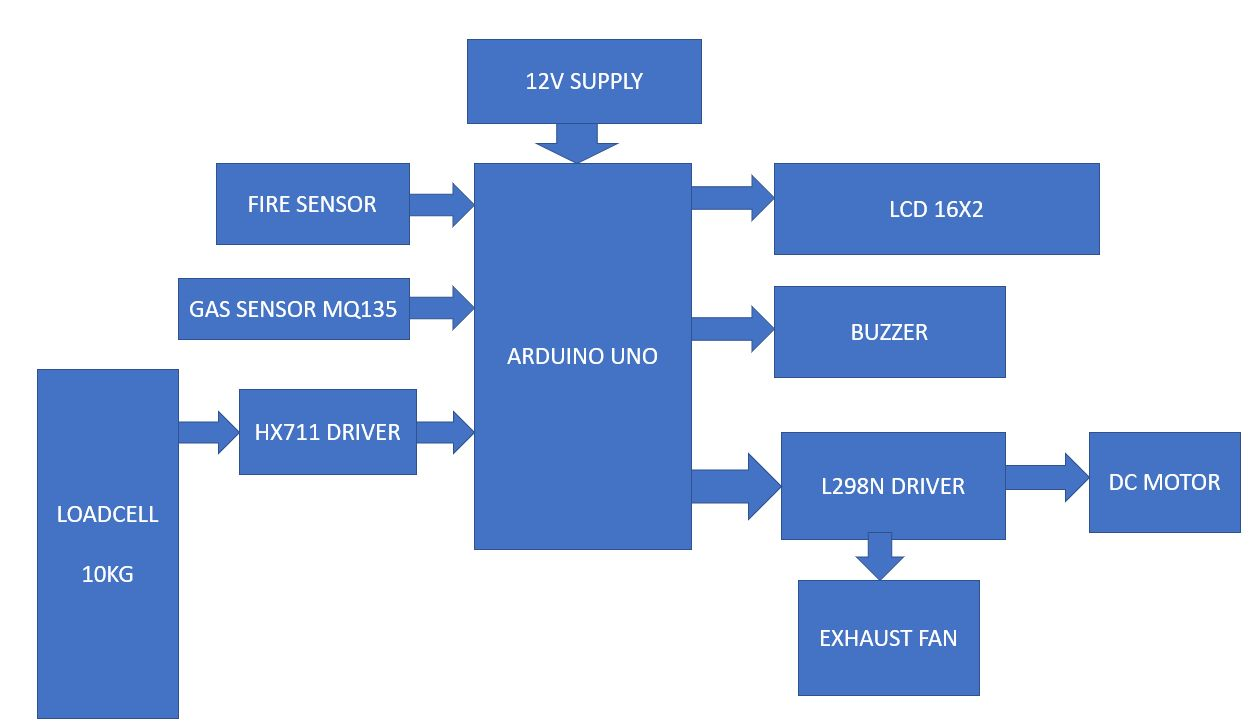 12V SUPPLY
FIRE SENSOR
GAS SENSOR MQ135
LOADCELL
10KG
HX711 DRIVER
ARDUINO UNO
LCD 16X2
BUZZER
L298N DRIVER
DC MOTOR
EXHAUST FAN